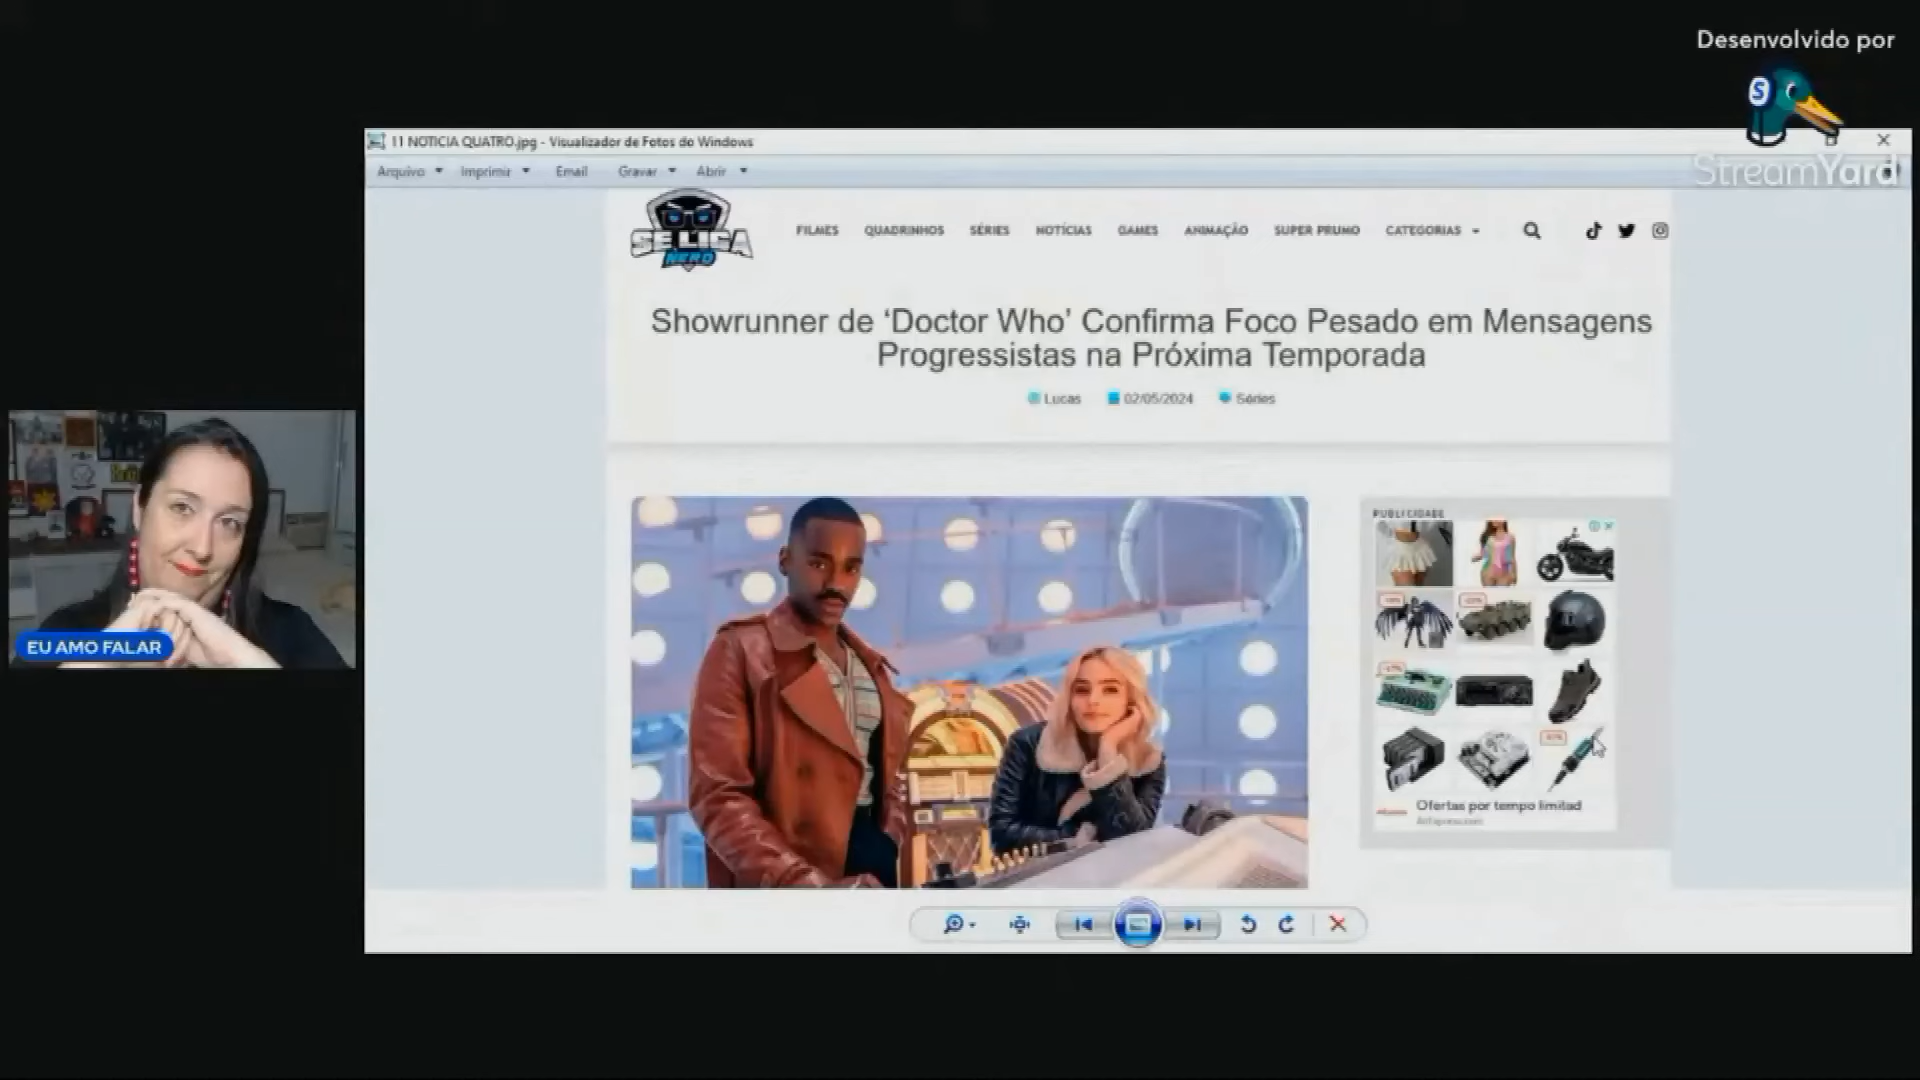 Desenvolvido por
StreamYard
11 NOTICIA QUATRO.jpg - Visualizador de Fotos do Windows
Arquivo Imprimir Email Gravar Abrir
SE LIGA
NERD
FILMES QUADRINHOS SÉRIES NOTÍCIAS GAMES ANIMAÇÃO SUPER PRUMO CATEGORIAS
Showrunner de ‘Doctor Who’ Confirma Foco Pesado em Mensagens
Progressistas na Próxima Temporada
Lucas 02/05/2024 Séries
PUBLICIDADE
Ofertas por tempo limitad
EU AMO FALAR